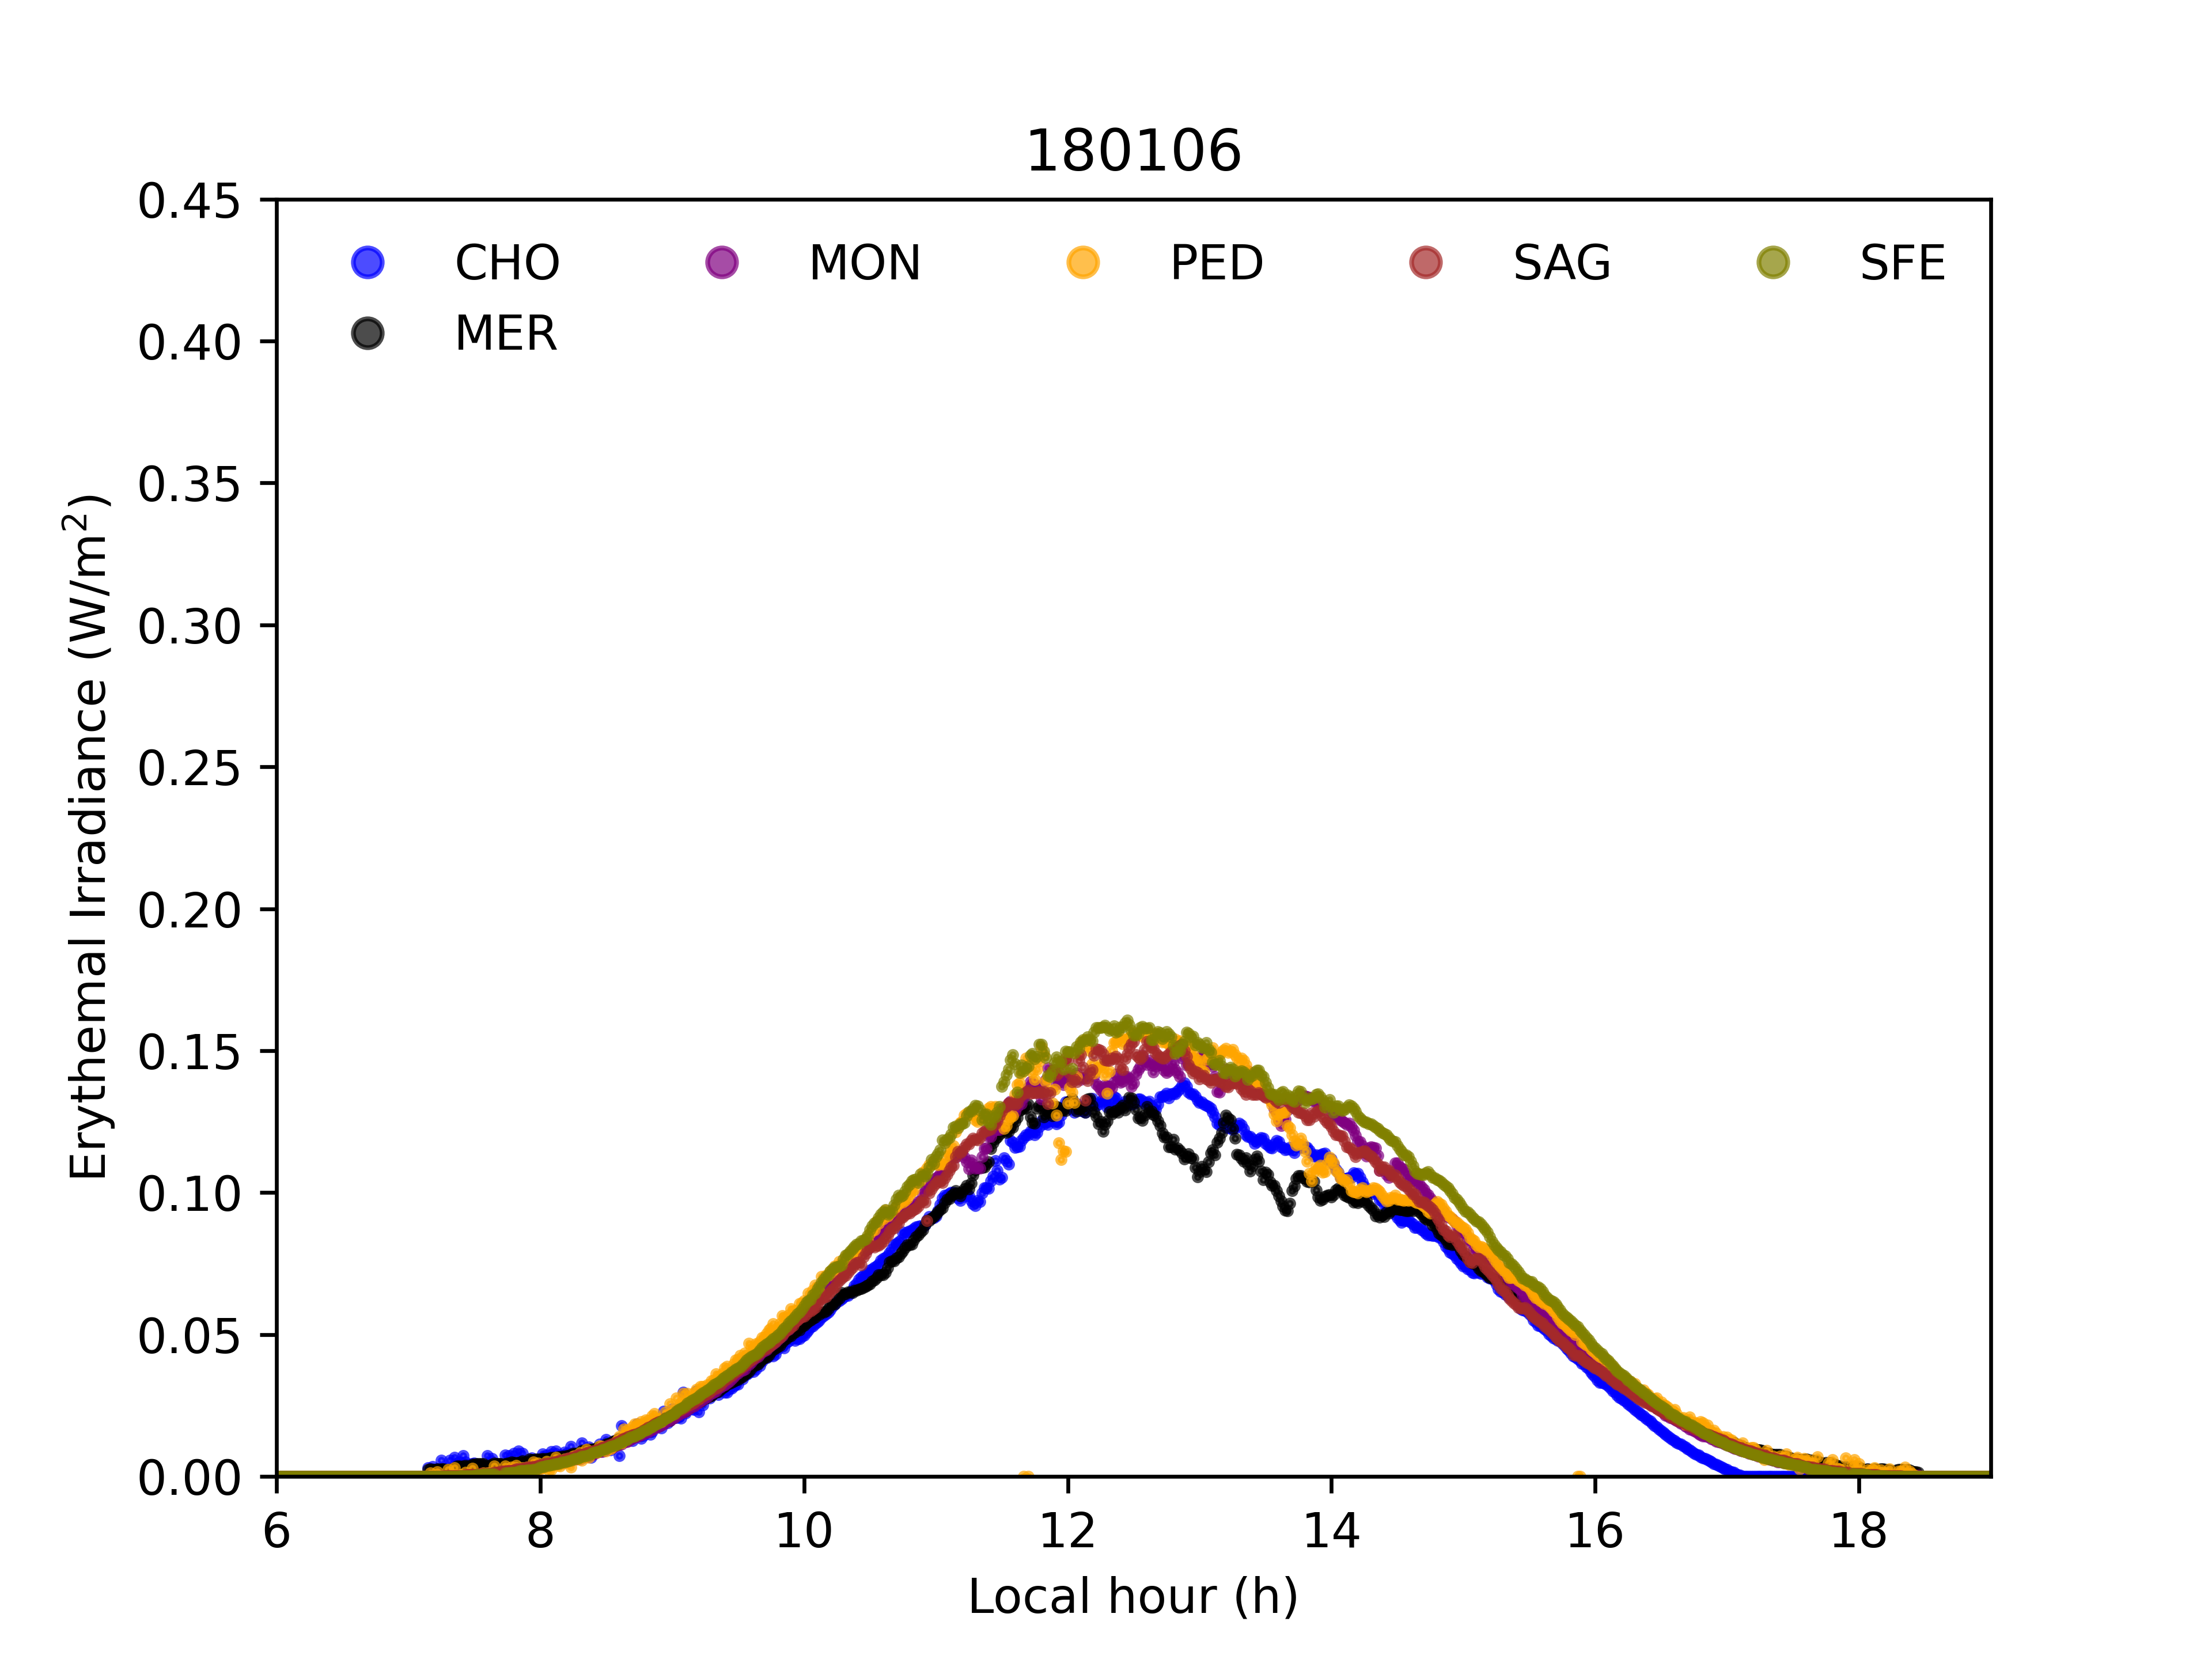 180106
0.45
0.40
0.35
0.30
0.25
0.20
0.15
0.10
0.05
0.00
Erythemal Irradiance (W/m²)
CHO MON PED SAG SFE
MER
6 8 10 12 14 16 18
Local hour (h)